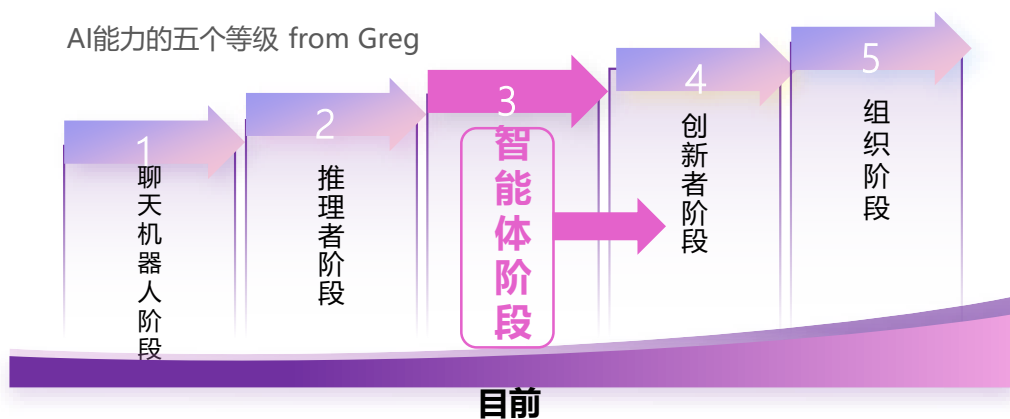 AI能力的五个等级 from Greg
1
聊天机器人阶段
2
推理者阶段
3
智能体阶段
4
创新者阶段
5
组织阶段
目前